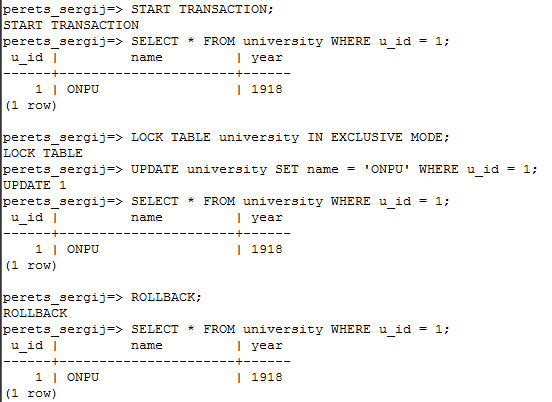 perets_sergij=> START TRANSACTION;
START TRANSACTION
perets_sergij=> SELECT * FROM university WHERE u_id = 1;
 u_id |         name          | year
------+-----------------------+------
    1 | ONPU                  | 1918
(1 row)

perets_sergij=> LOCK TABLE university IN EXCLUSIVE MODE;
LOCK TABLE
perets_sergij=> UPDATE university SET name = 'ONPU' WHERE u_id = 1;
UPDATE 1
perets_sergij=> SELECT * FROM university WHERE u_id = 1;
 u_id |         name          | year
------+-----------------------+------
    1 | ONPU                  | 1918
(1 row)

perets_sergij=> ROLLBACK;
ROLLBACK
perets_sergij=> SELECT * FROM university WHERE u_id = 1;
 u_id |         name          | year
------+-----------------------+------
    1 | ONPU                  | 1918
(1 row)